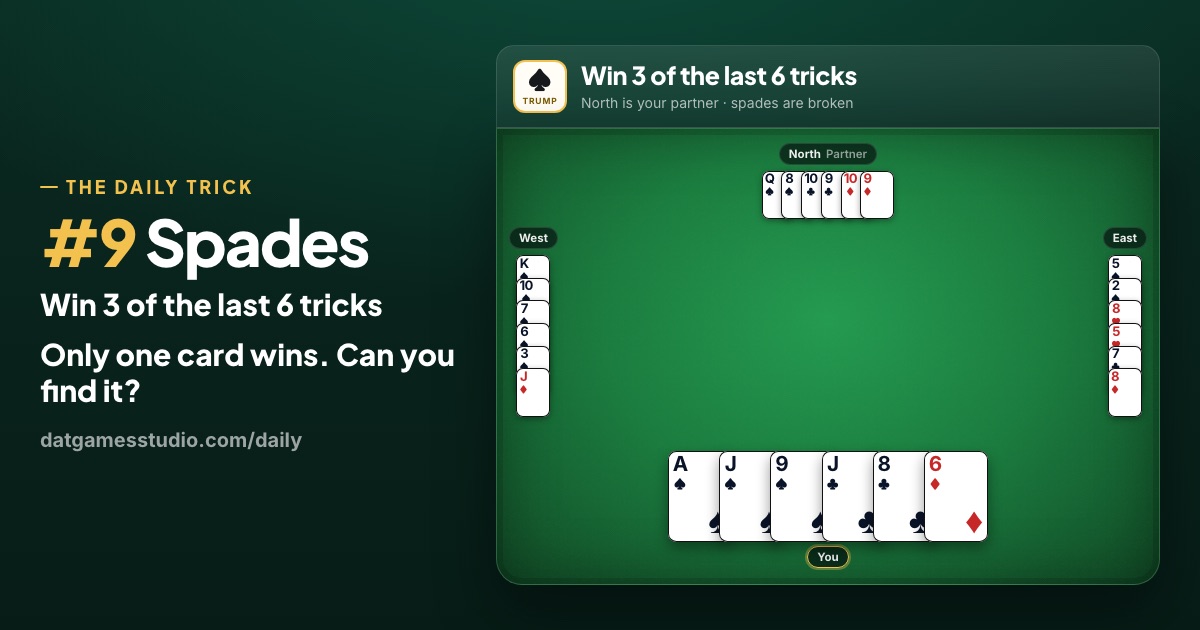 — THE DAILY TRICK
#9 Spades
Win 3 of the last 6 tricks
Only one card wins. Can you
find it?
datgamesstudio.com/daily
♠
TRUMP
Win 3 of the last 6 tricks
North is your partner · spades are broken
North Partner
Q♠ 8♠ 10♣ 9♣ 10♦ 9♦
West
K♠
10♠
7♠
6♠
3♠
J♦
East
5♠
2♠
8♥
5♥
7♣
8♦
A♠ J♠ 9♠ J♣ 8♣ 6♦
You